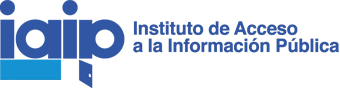 iaip
Instituto de Acceso
a la Información Pública